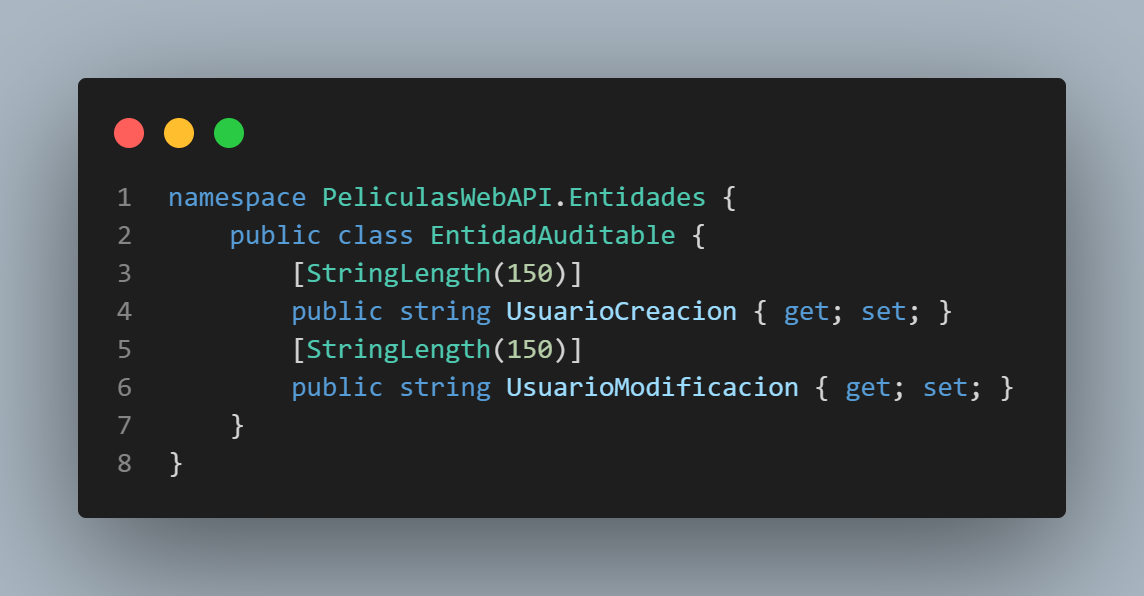 1 namespace PeliculasWebAPI.Entidades {
2     public class EntidadAuditable {
3         [StringLength(150)]
4         public string UsuarioCreacion { get; set; }
5         [StringLength(150)]
6         public string UsuarioModificacion { get; set; }
7     }
8 }